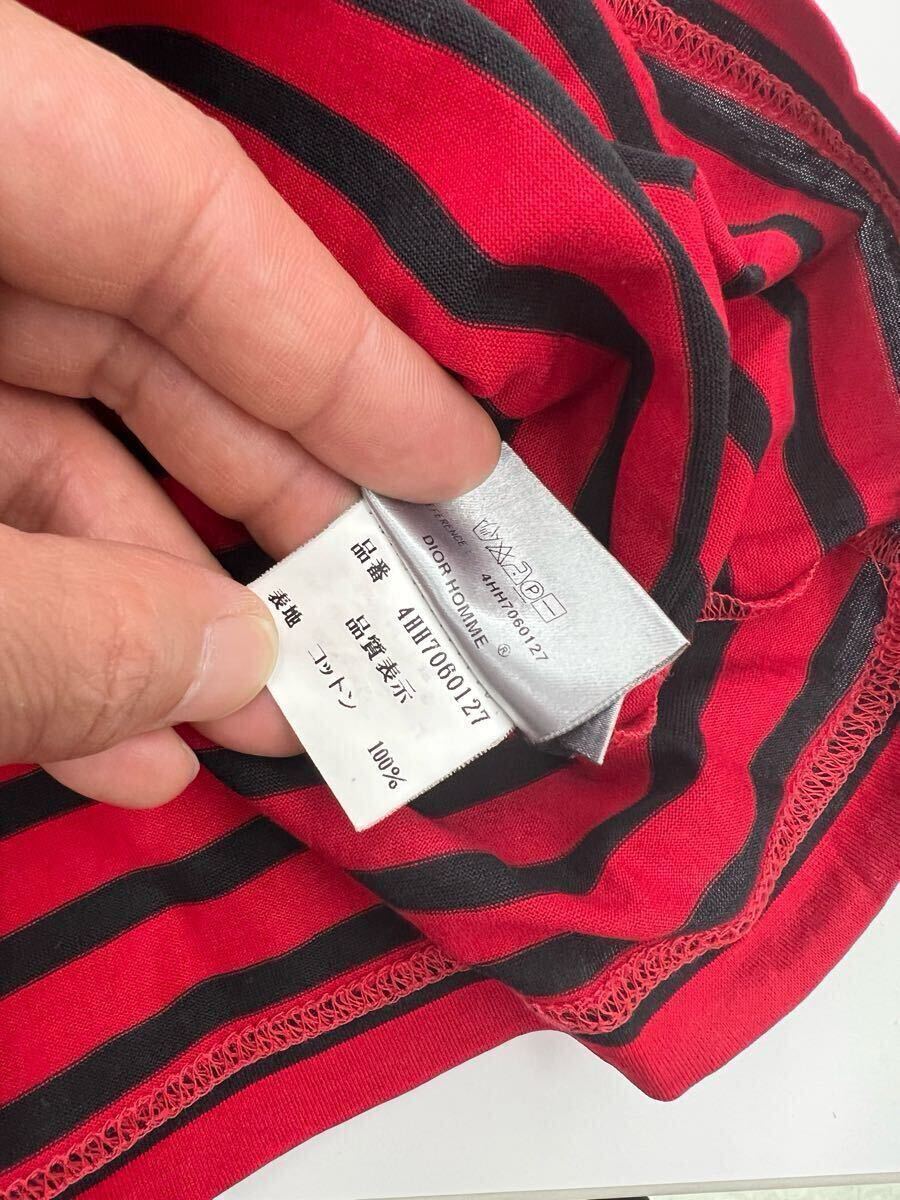 品番 4HH7060127
品質表示
表地 コットン 100%
4HH7060127
DIOR HOMME ®